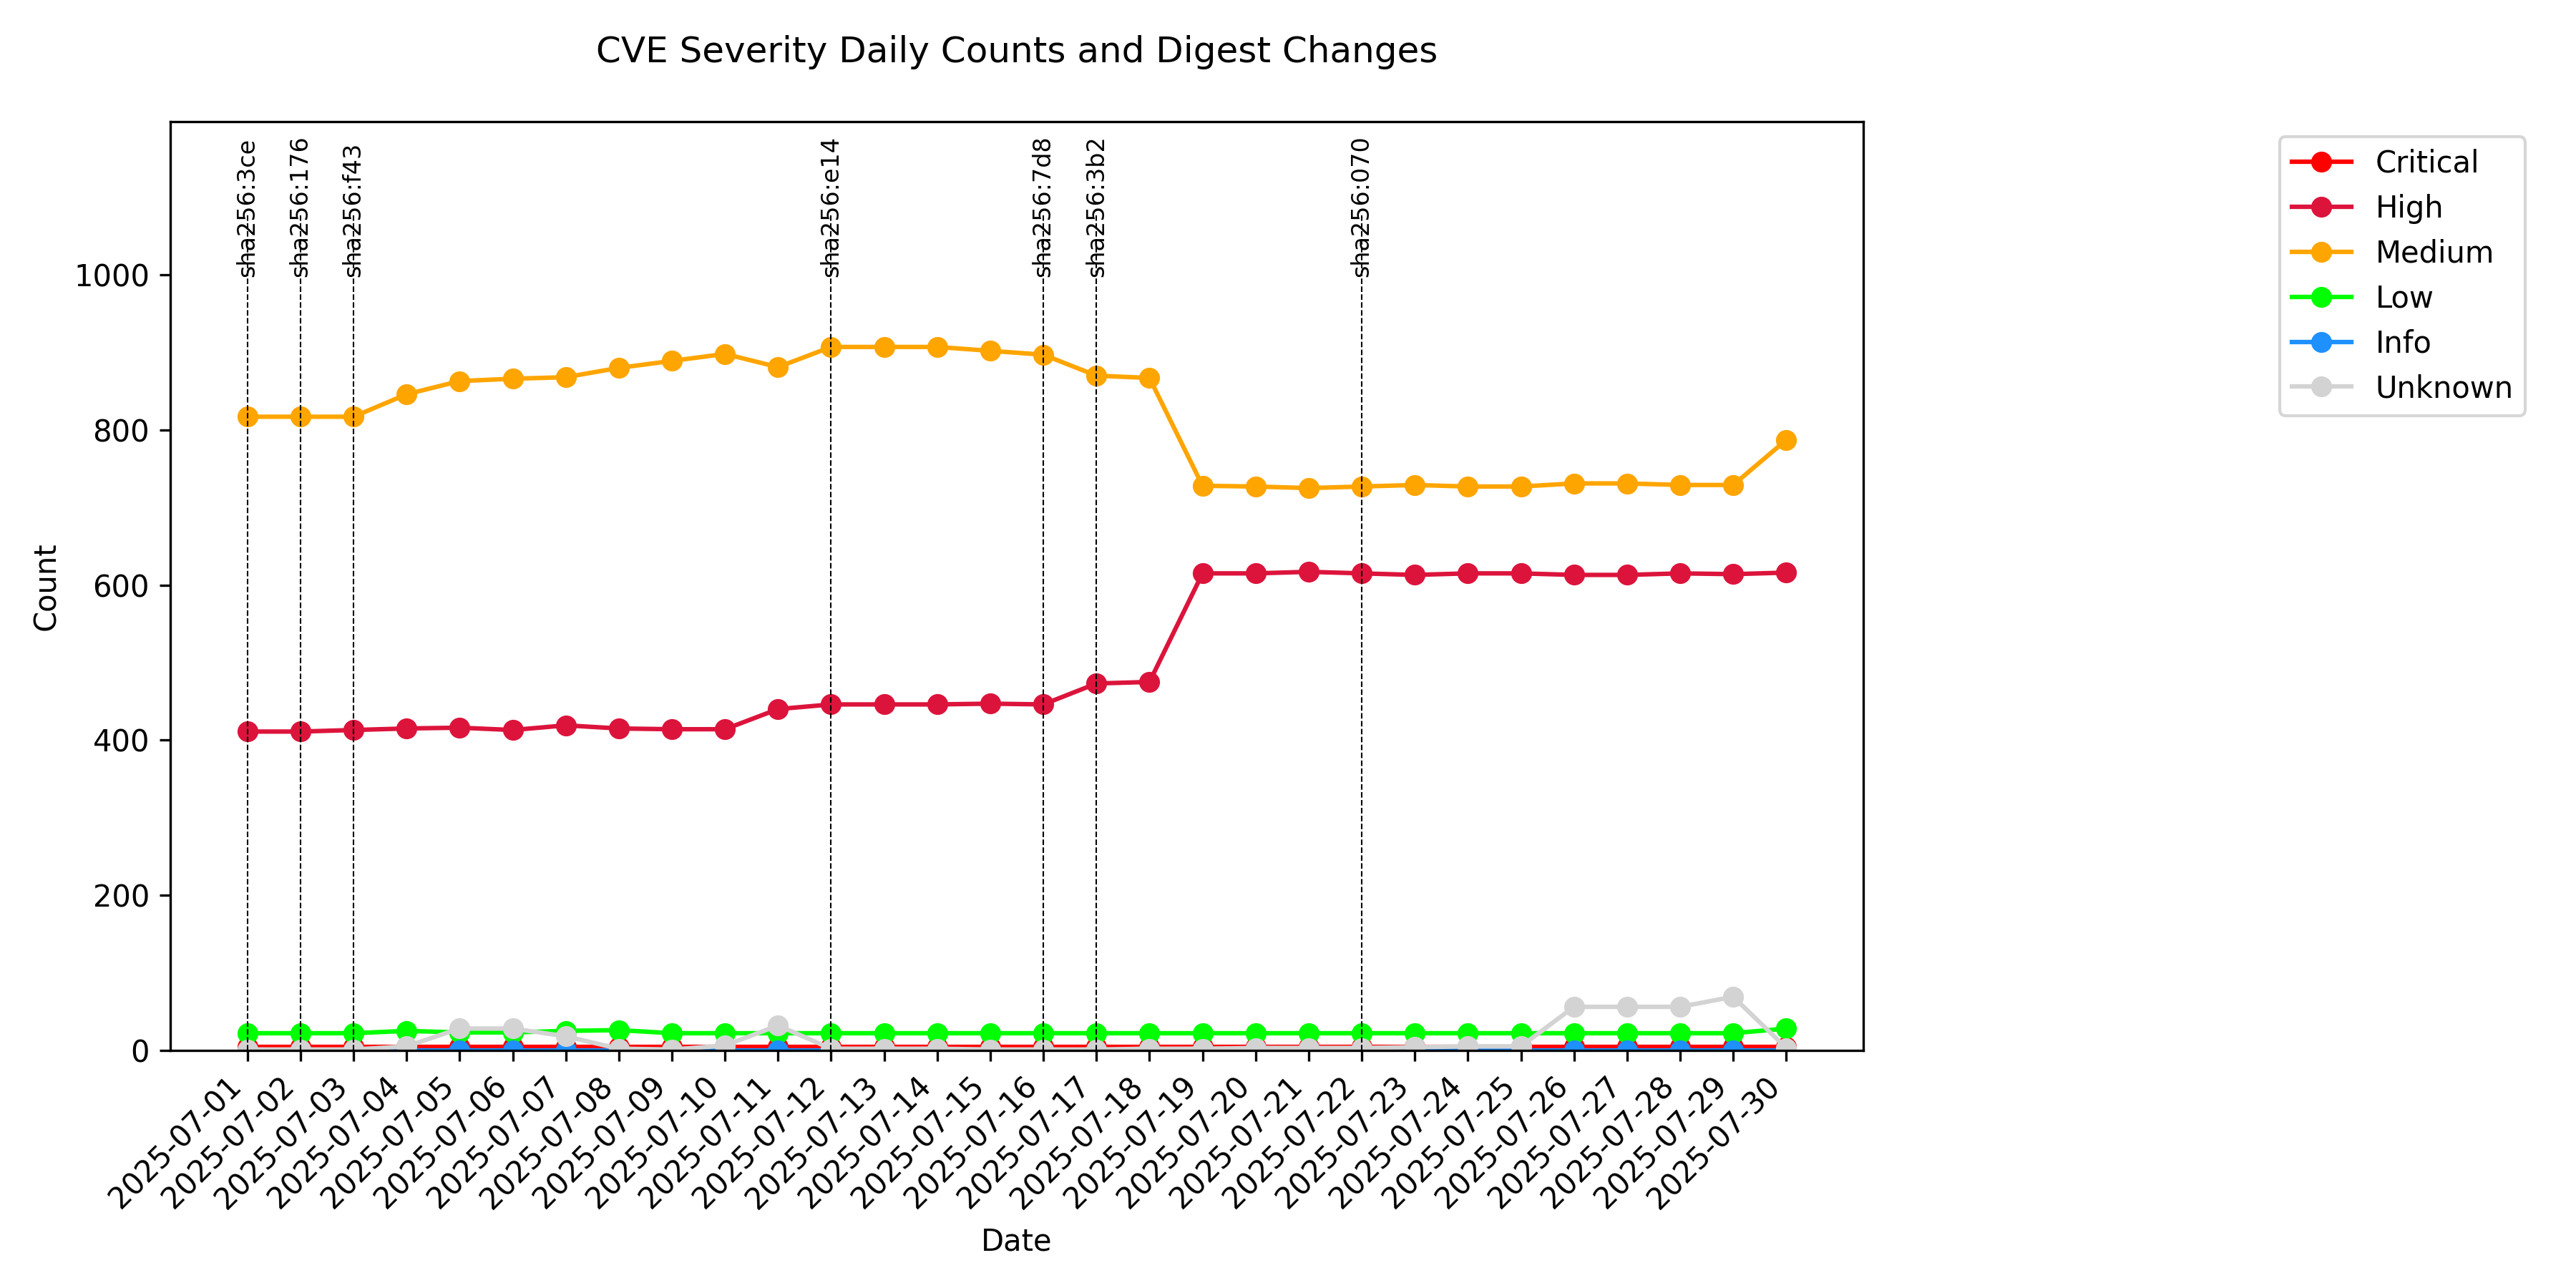 CVE Severity Daily Counts and Digest Changes
sha256:3ce
sha256:176
sha256:f43
sha256:e14
sha256:7d8
sha256:3b2
sha256:070
Critical
High
Medium
Low
Info
Unknown
Count
1000
800
600
400
200
0
2025-07-01
2025-07-02
2025-07-03
2025-07-04
2025-07-05
2025-07-06
2025-07-07
2025-07-08
2025-07-09
2025-07-10
2025-07-11
2025-07-12
2025-07-13
2025-07-14
2025-07-15
2025-07-16
2025-07-17
2025-07-18
2025-07-19
2025-07-20
2025-07-21
2025-07-22
2025-07-23
2025-07-24
2025-07-25
2025-07-26
2025-07-27
2025-07-28
2025-07-29
2025-07-30
Date